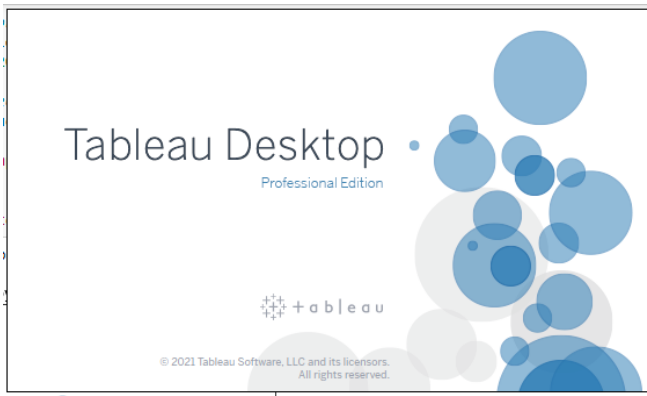 Tableau Desktop
Professional Edition
+ a b | e a u
© 2021 Tableau Software, LLC and its licensors.
All rights reserved.